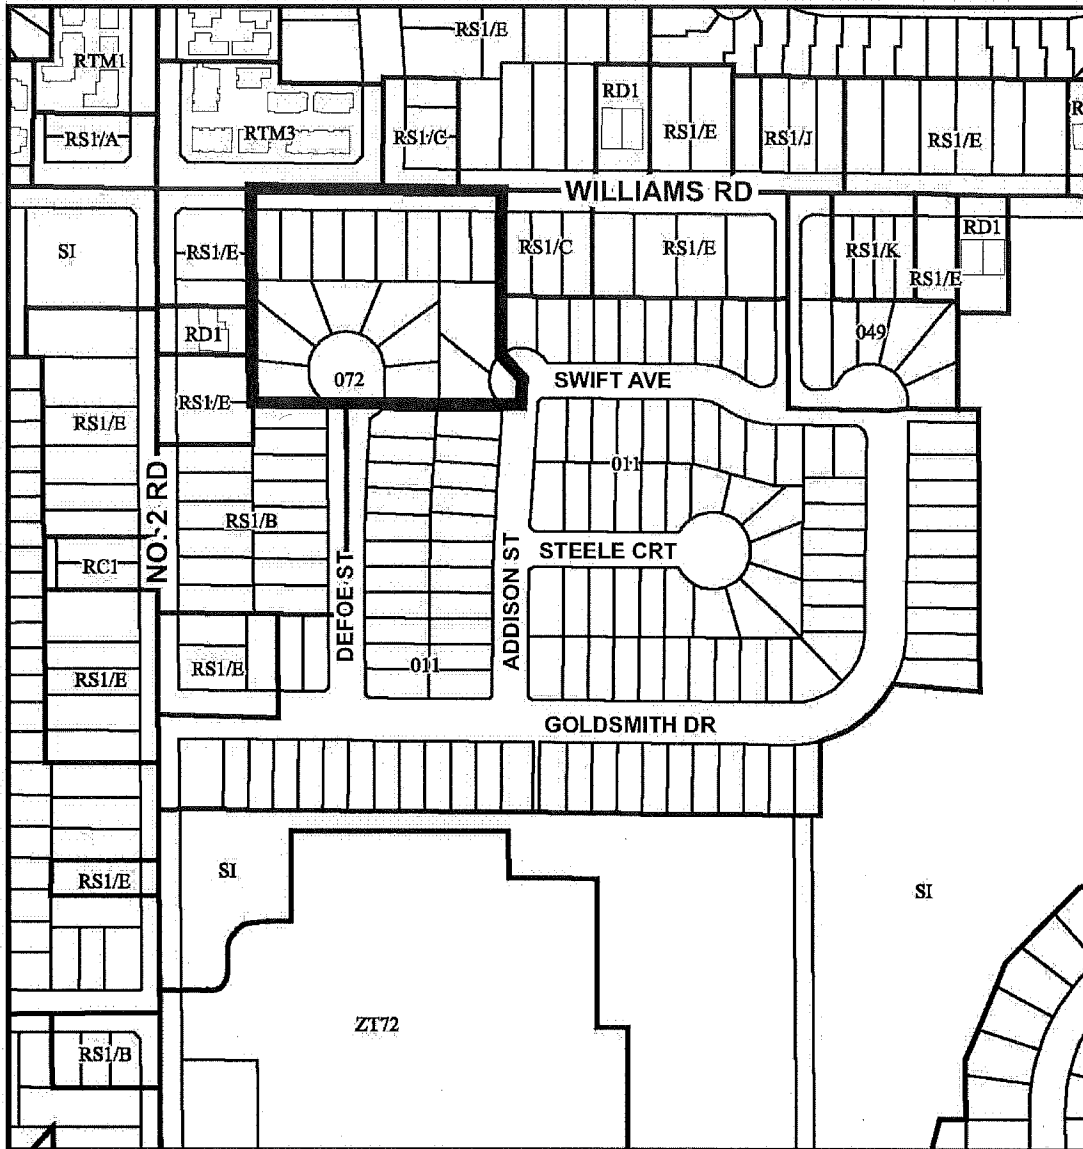 RS1/E
RTM1
RD1
R
RS1/A
RTM3
RS1/C
RS1/E
RS1/J
RS1/E
WILLIAMS RD
SI
RS1/E
RS1/C
RS1/E
RS1/K
RD1
RS1/E
RD1
049
072
SWIFT AVE
RS1/E
RS1/E
011
NO. 2 RD
RS1/B
STEELE CRT
RC1
DEFOE ST
ADDISON ST
RS1/E
011
RS1/E
GOLDSMITH DR
SI
RS1/E
SI
ZT72
RS1/B